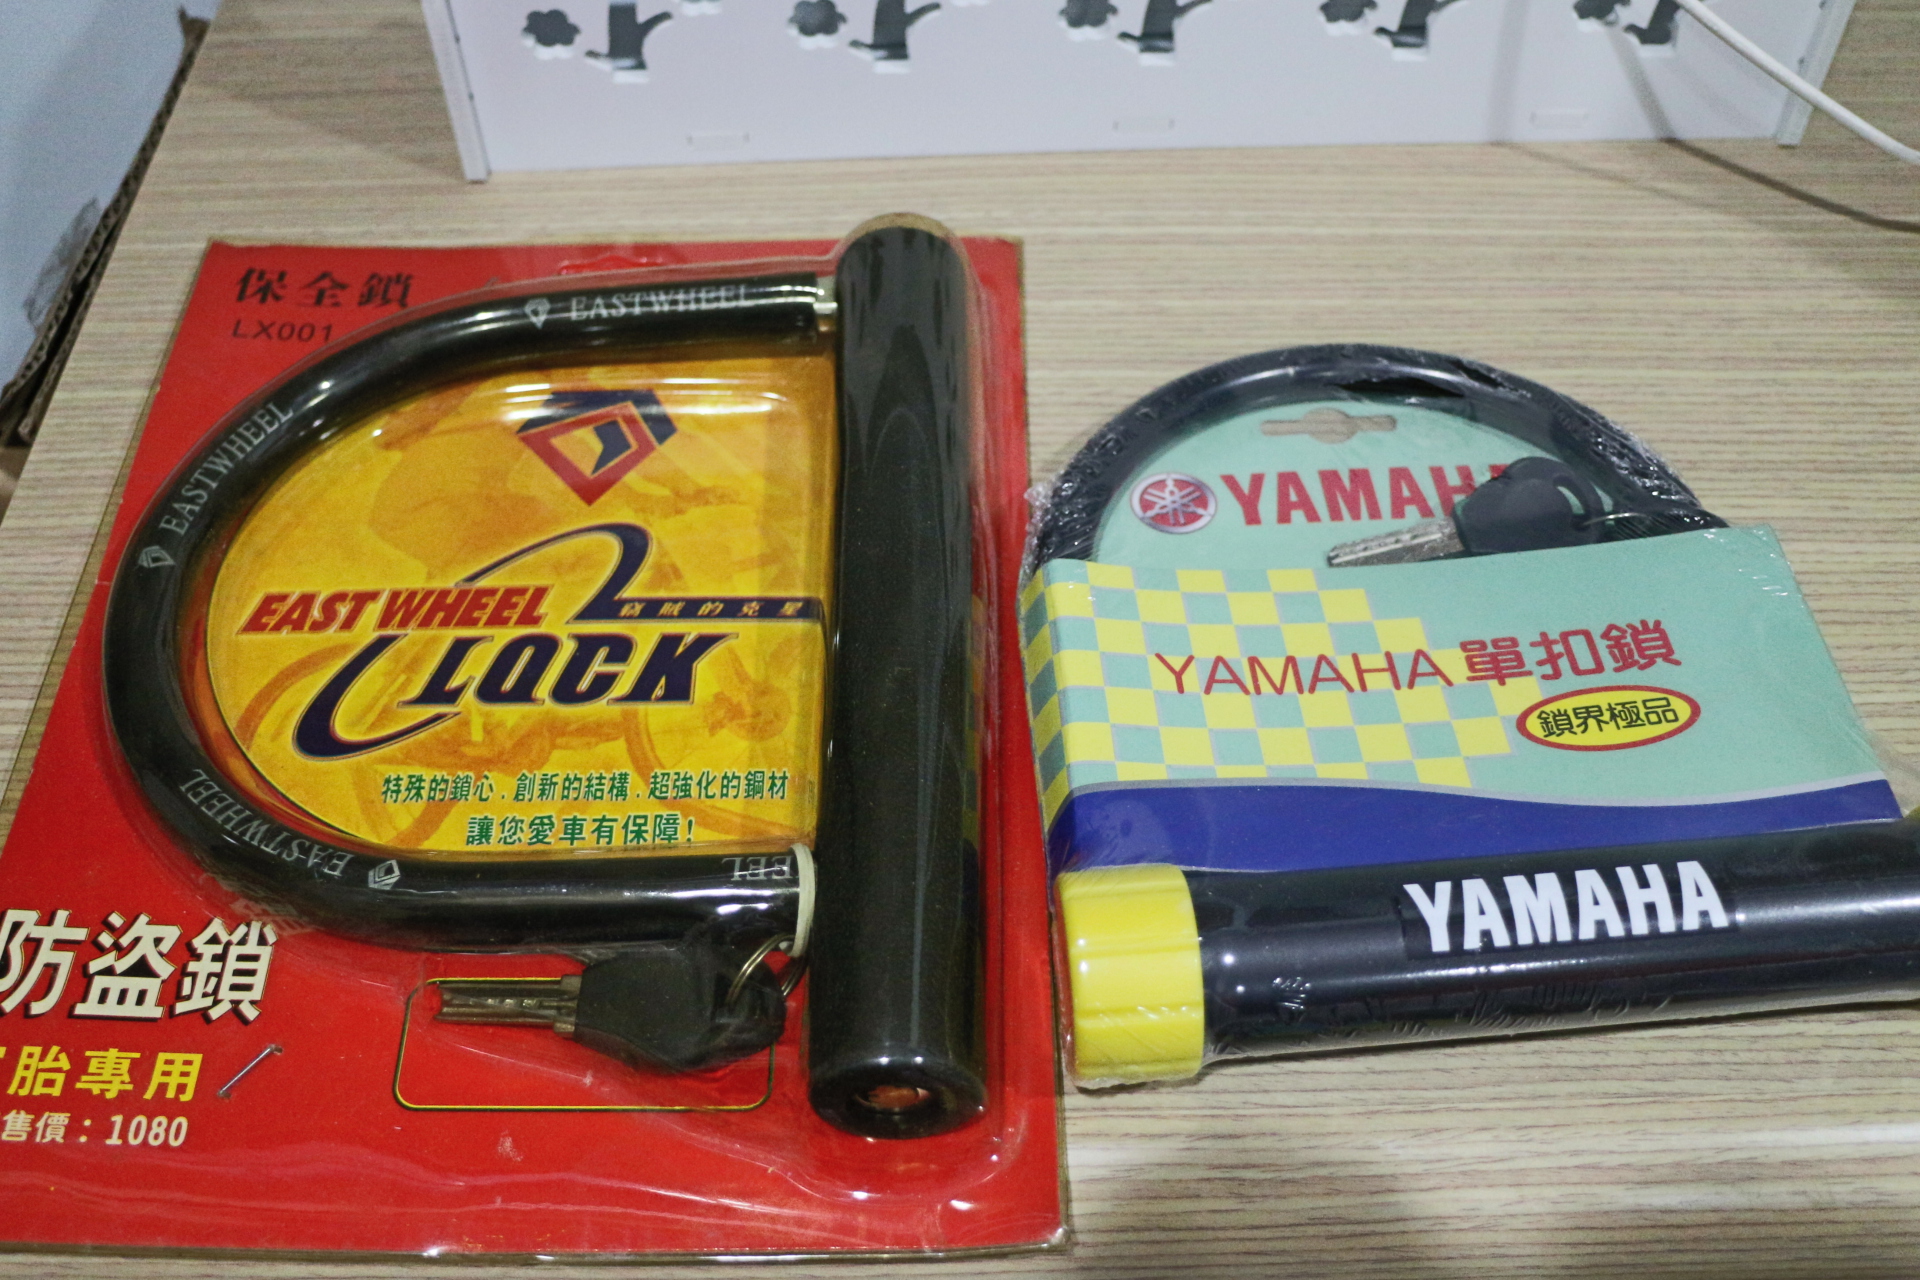 保全鎖
LX001
EASTWHEEL
EASTWHEEL
EASTWHEEL
EASTWHEEL
EEL
EAST WHEEL
竊賊的克星
LOCK
特殊的鎖心.創新的結構.超強化的鋼材
讓您愛車有保障!
防盜鎖
胎專用
售價:1080
YAMAHA
YAMAHA 單扣鎖
鎖界極品
YAMAHA